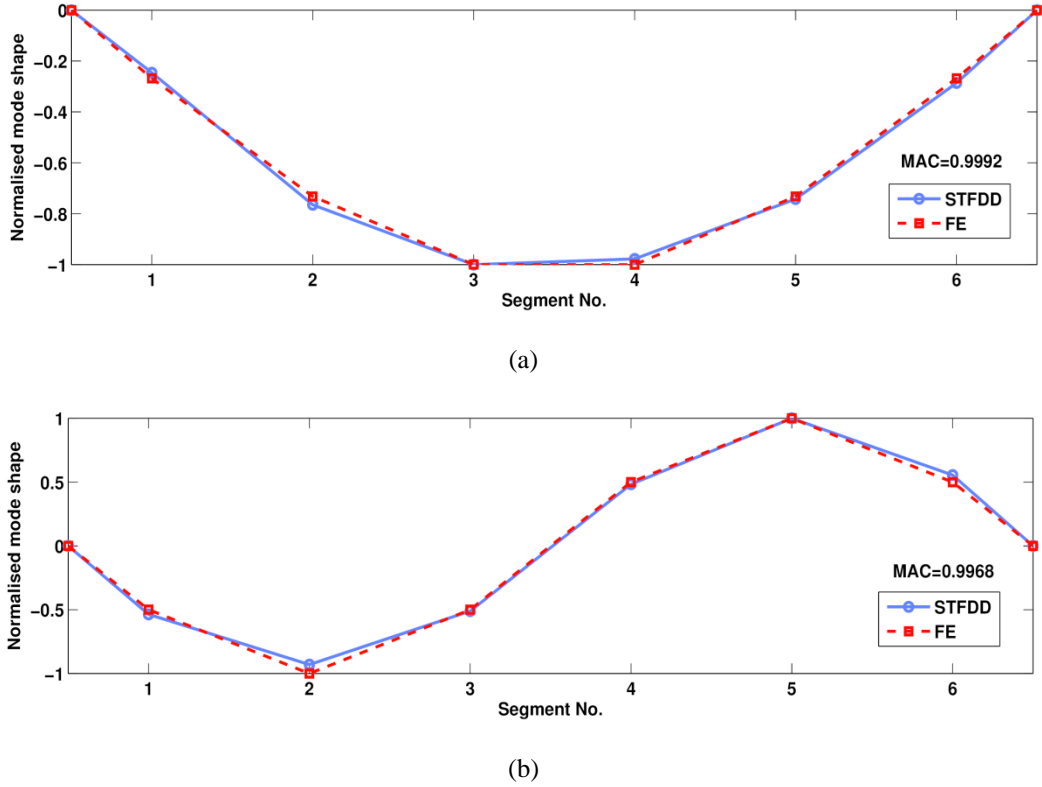 0
−0.2
−0.4
−0.6
−0.8
−1
Normalised mode shape
MAC=0.9992
STFDD
FE
1 2 3 4 5 6
Segment No.
(a)
1
0.5
0
−0.5
−1
Normalised mode shape
MAC=0.9968
STFDD
FE
1 2 3 4 5 6
Segment No.
(b)